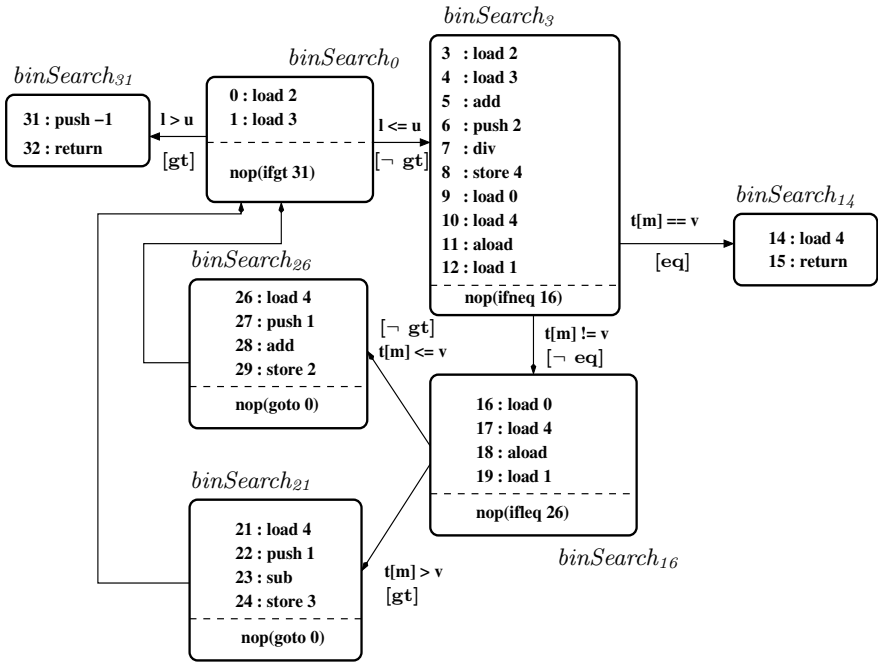 binSearch₃
3 : load 2
4 : load 3
5 : add
6 : push 2
7 : div
8 : store 4
9 : load 0
10 : load 4
11 : aload
12 : load 1
nop(ifneq 16)
binSearch₀
0 : load 2
1 : load 3
nop(ifgt 31)
binSearch₃₁
31 : push −1
32 : return
l > u
[gt]
l <= u
[¬ gt]
binSearch₁₄
14 : load 4
15 : return
t[m] == v
[eq]
binSearch₂₆
26 : load 4
27 : push 1
28 : add
29 : store 2
nop(goto 0)
[¬ gt]
t[m] <= v
t[m] != v
[¬ eq]
16 : load 0
17 : load 4
18 : aload
19 : load 1
nop(ifleq 26)
binSearch₁₆
binSearch₂₁
21 : load 4
22 : push 1
23 : sub
24 : store 3
nop(goto 0)
t[m] > v
[gt]